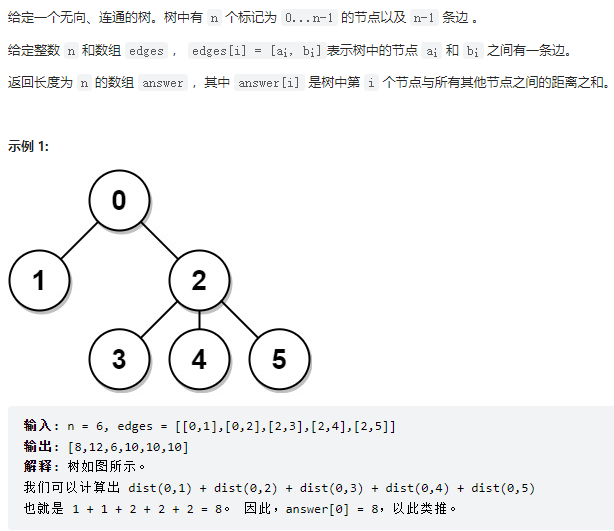 给定一个无向、连通的树。树中有 n 个标记为 0...n-1 的节点以及 n-1 条边 。
给定整数 n 和数组 edges ， edges[i] = [aᵢ, bᵢ]表示树中的节点 aᵢ 和 bᵢ 之间有一条边。
返回长度为 n 的数组 answer ，其中 answer[i] 是树中第 i 个节点与所有其他节点之间的距离之和。
示例 1:
0
1 2
3 4 5
输入: n = 6, edges = [[0,1],[0,2],[2,3],[2,4],[2,5]]
输出: [8,12,6,10,10,10]
解释: 树如图所示。
我们可以计算出 dist(0,1) + dist(0,2) + dist(0,3) + dist(0,4) + dist(0,5)
也就是 1 + 1 + 2 + 2 + 2 = 8。 因此，answer[0] = 8，以此类推。